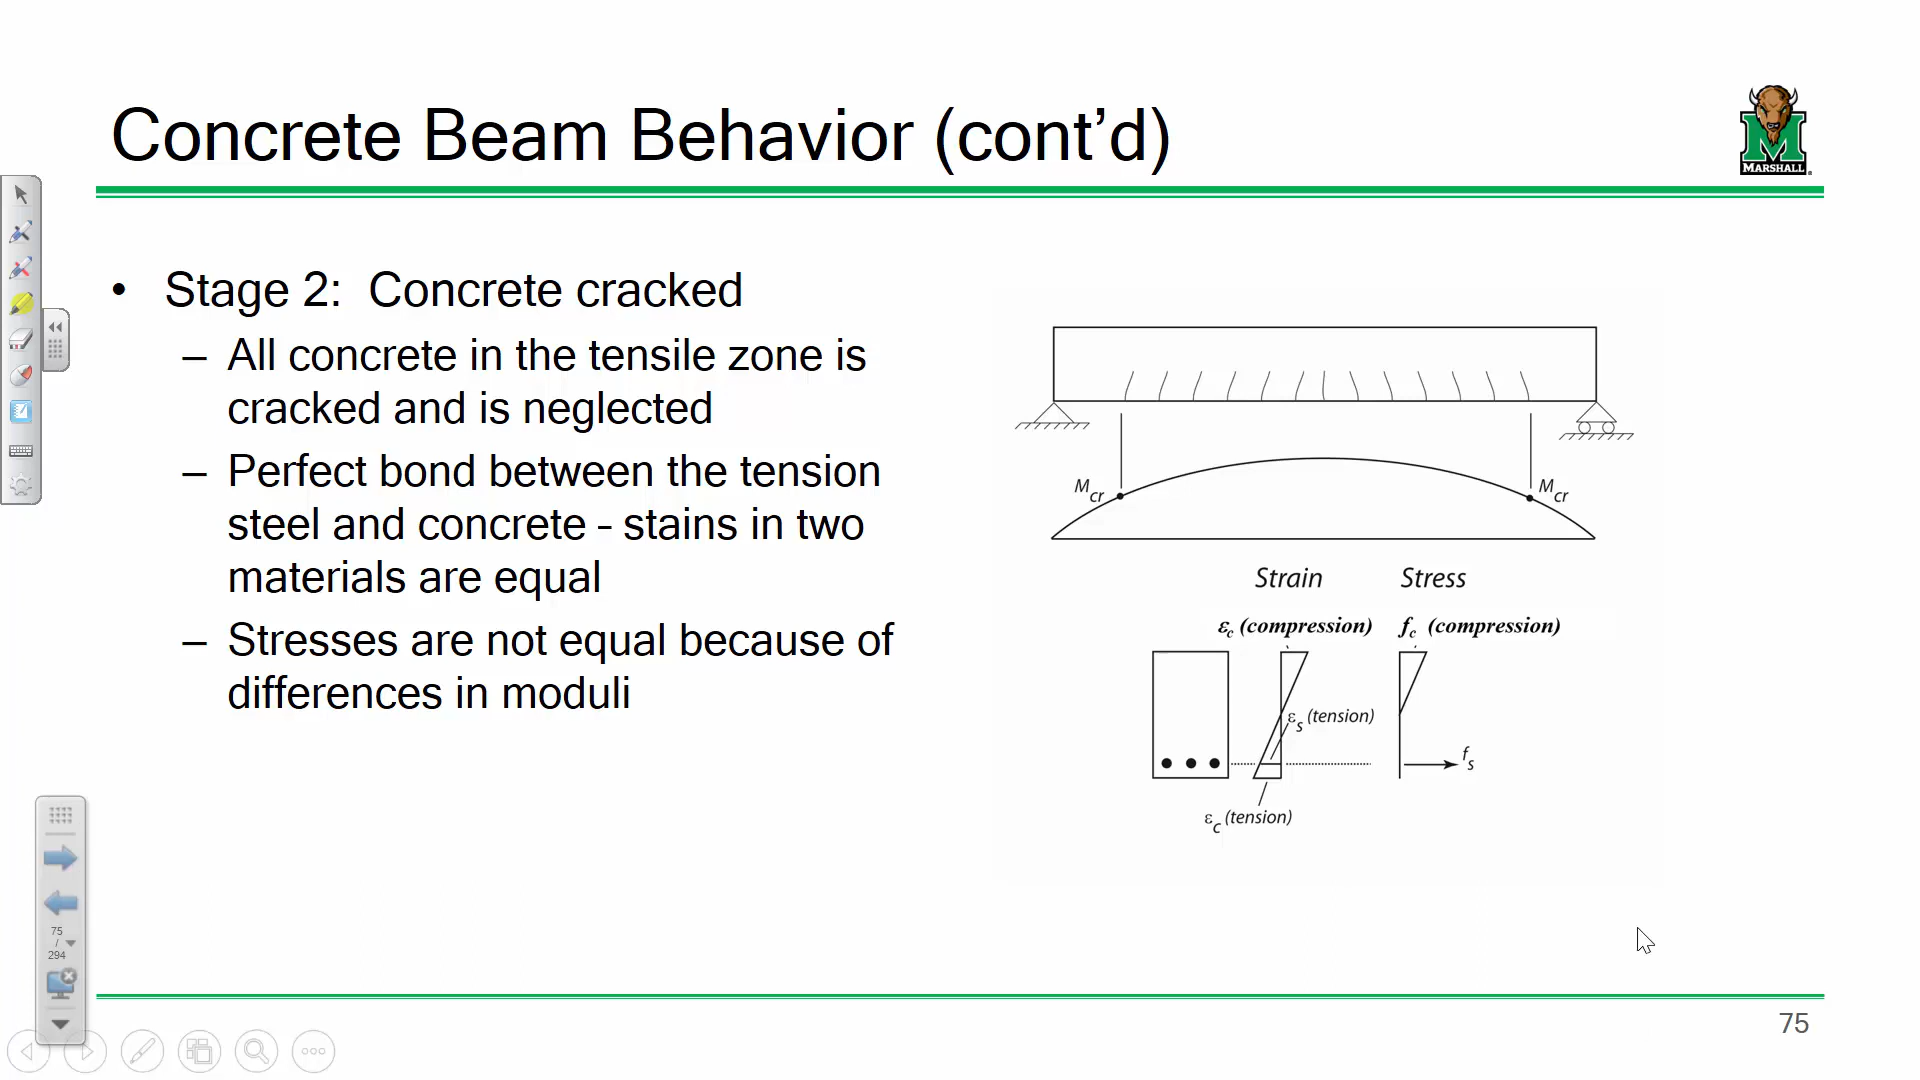 Concrete Beam Behavior (cont’d)
MARSHALL
• Stage 2: Concrete cracked
– All concrete in the tensile zone is
cracked and is neglected
– Perfect bond between the tension
steel and concrete - stains in two
materials are equal
– Stresses are not equal because of
differences in moduli
Mcr Mcr
Strain Stress
εc (compression) fc (compression)
εs (tension)
fs
εc (tension)
75
/
294
75